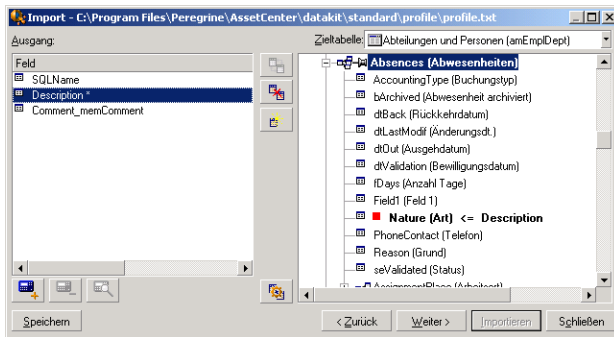 Import - C:\Program Files\Peregrine\AssetCenter\datakit\standard\profile\profile.txt
Ausgang:
Zieltabelle: Abteilungen und Personen (amEmplDept)
Feld
SQLName
Description *
Comment_memComment
Absences (Abwesenheiten)
AccountingType (Buchungstyp)
bArchived (Abwesenheit archiviert)
dtBack (Rückkehrdatum)
dtLastModif (Änderungsdt.)
dtOut (Ausgehdatum)
dtValidation (Bewilligungsdatum)
fDays (Anzahl Tage)
Field1 (Feld 1)
Nature (Art) <= Description
PhoneContact (Telefon)
Reason (Grund)
seValidated (Status)
AssignmentPlace (Arbeitsort)
Speichern
< Zurück
Weiter >
Importieren
Schließen